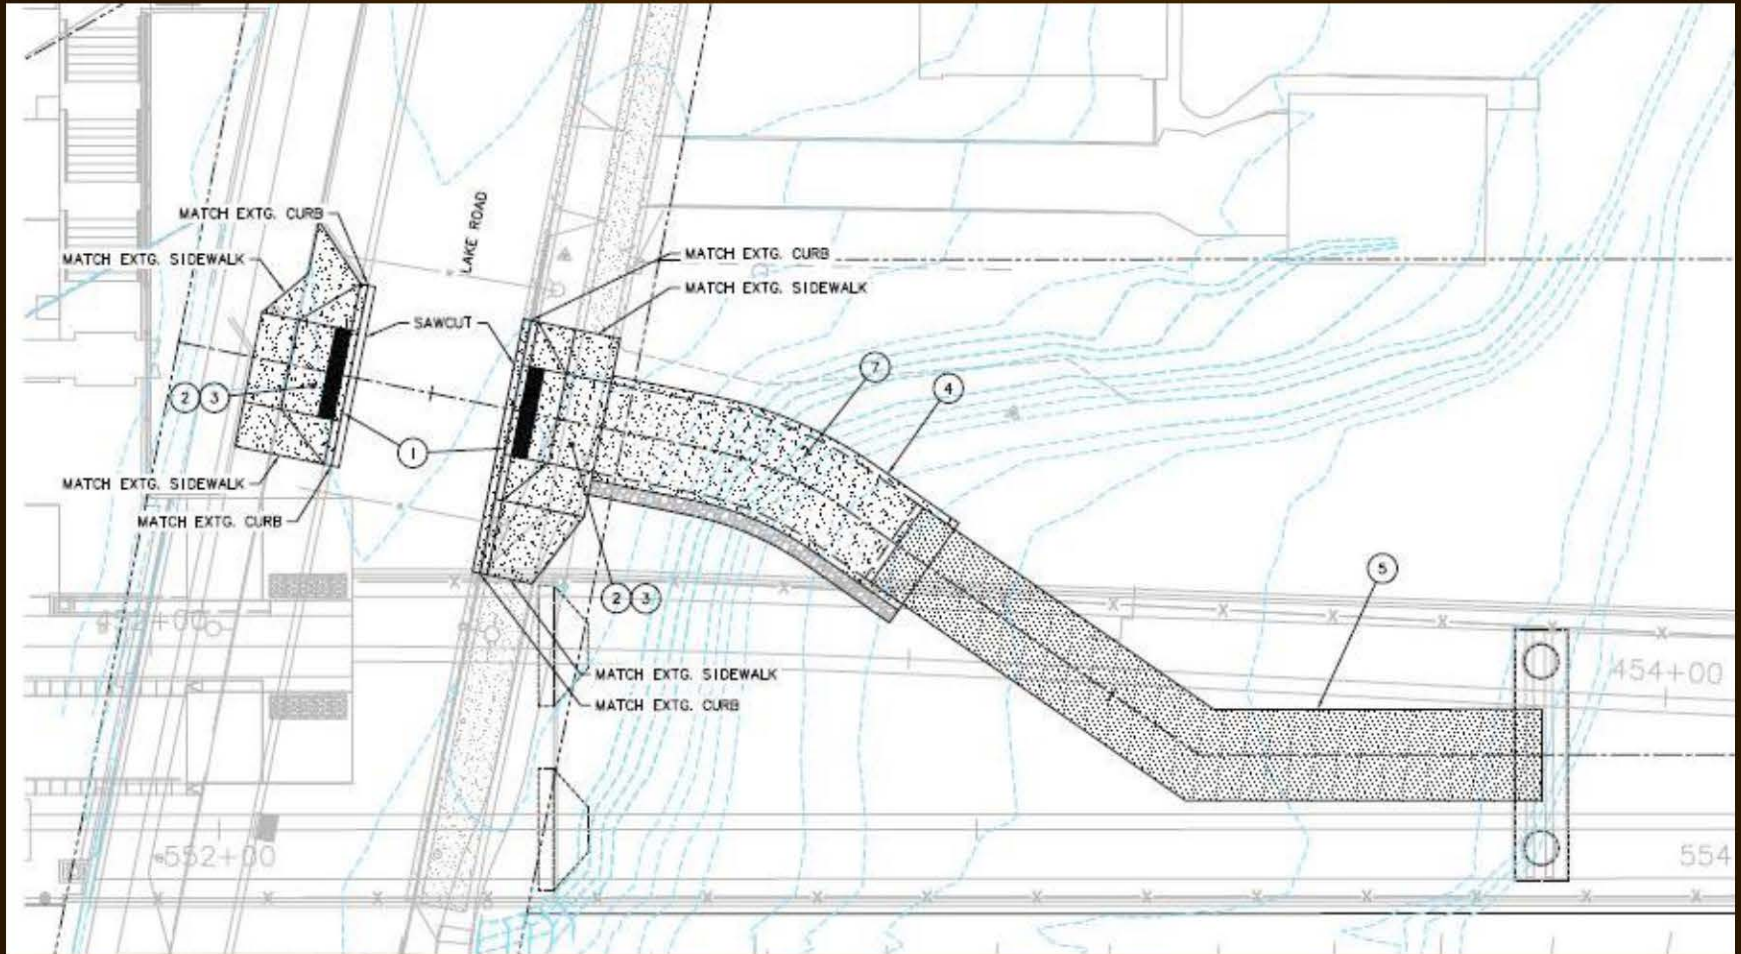 MATCH EXTG. CURB
MATCH EXTG. SIDEWALK
LAKE ROAD
MATCH EXTG. CURB
MATCH EXTG. SIDEWALK
SAWCUT
7
4
2 3
1
MATCH EXTG. SIDEWALK
MATCH EXTG. CURB
5
2 3
MATCH EXTG. SIDEWALK
MATCH EXTG. CURB
454+00
552+00
554